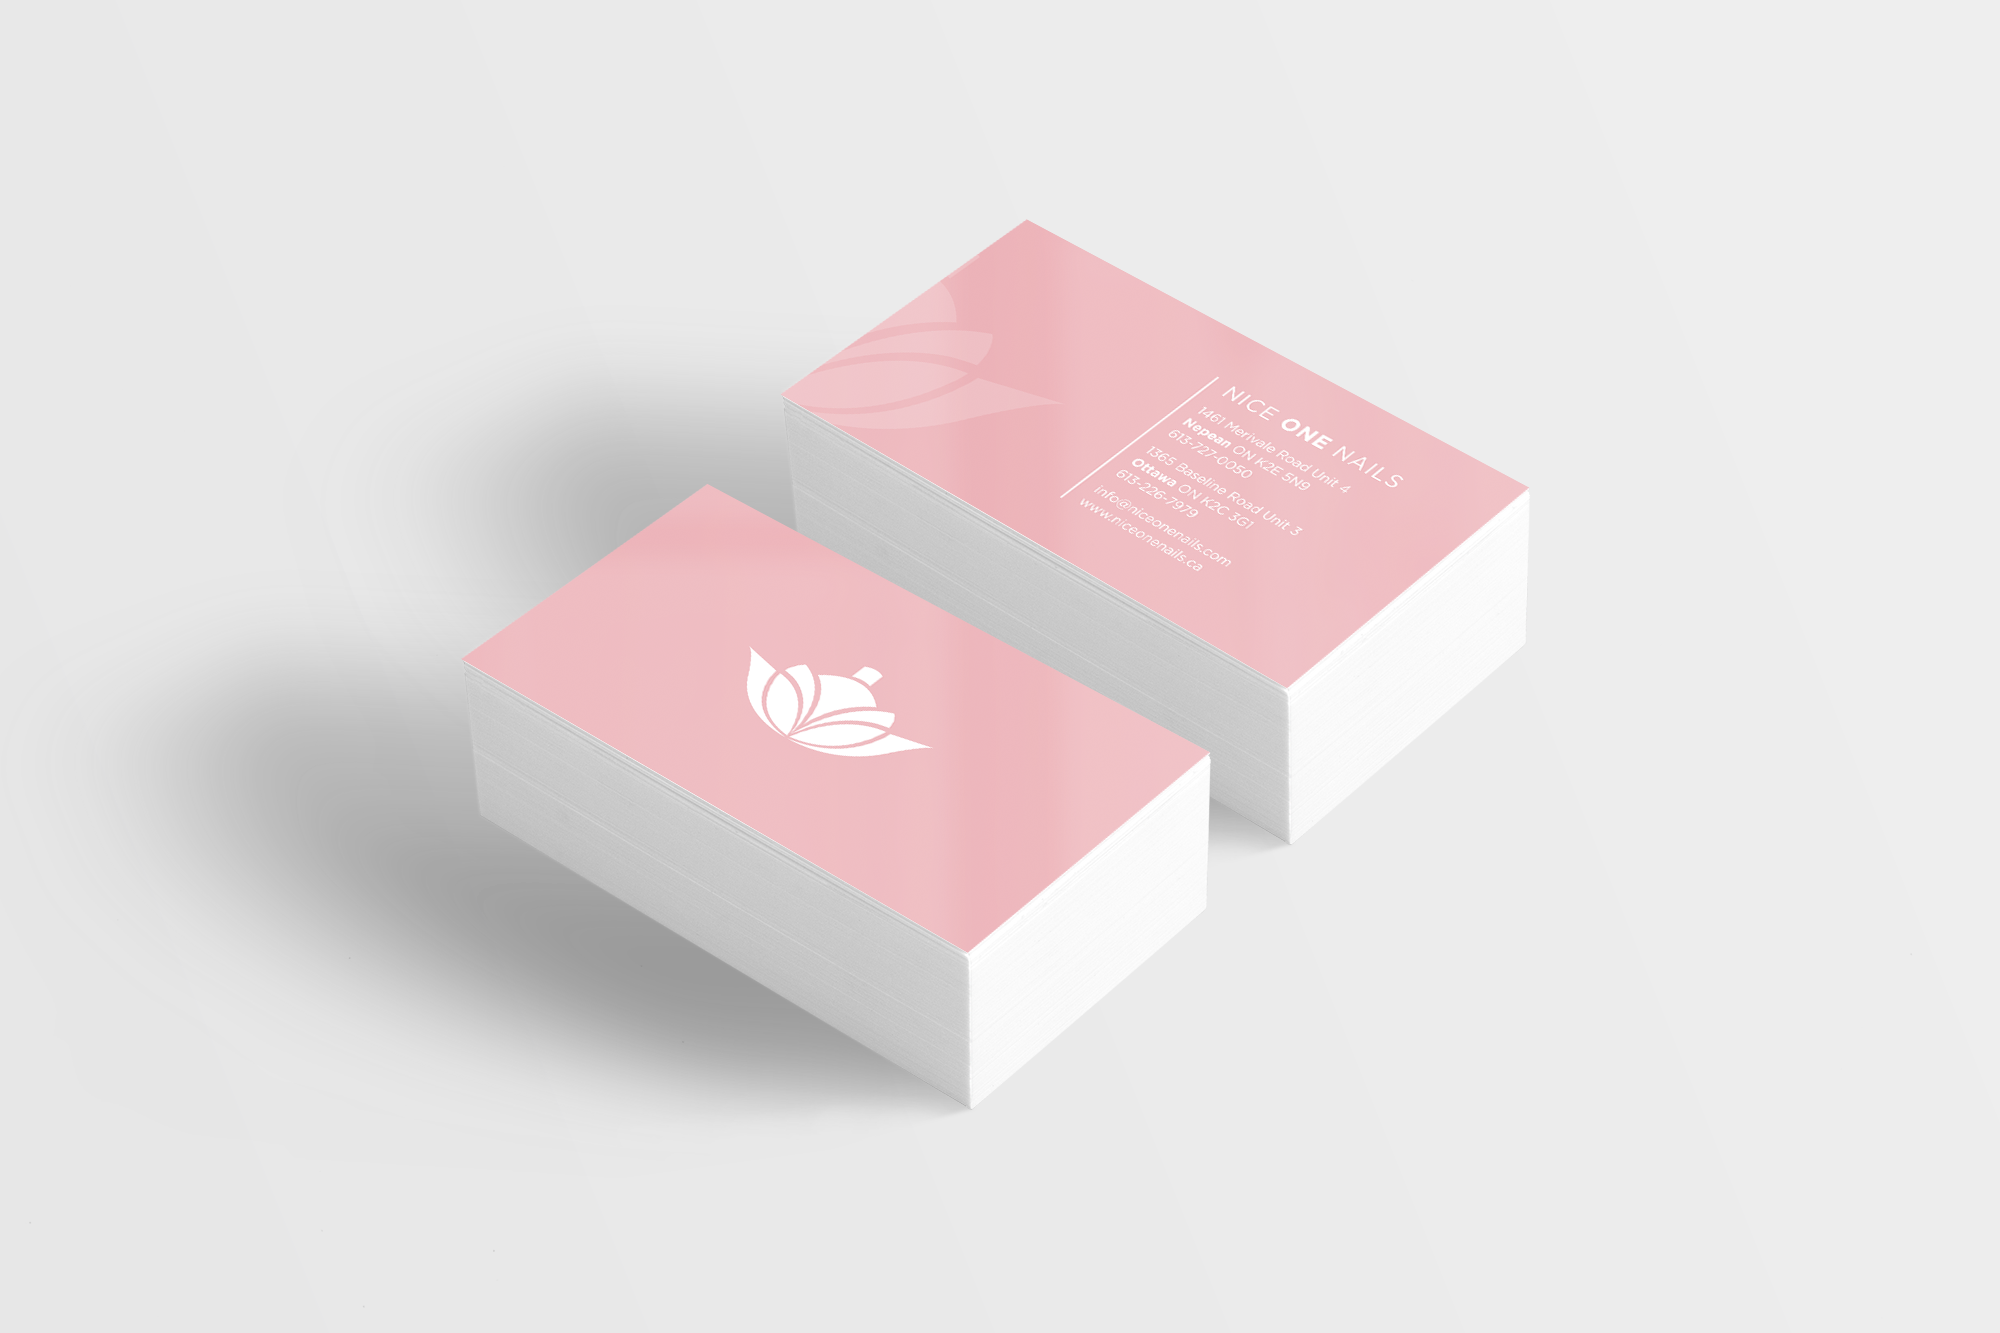 NICE ONE NAILS
1461 Merivale Road Unit 4
Nepean ON K2E 5N9
613-727-0050
1365 Baseline Road Unit 3
Ottawa ON K2C 3G1
613-226-7979
info@niceonenails.com
www.niceonenails.ca